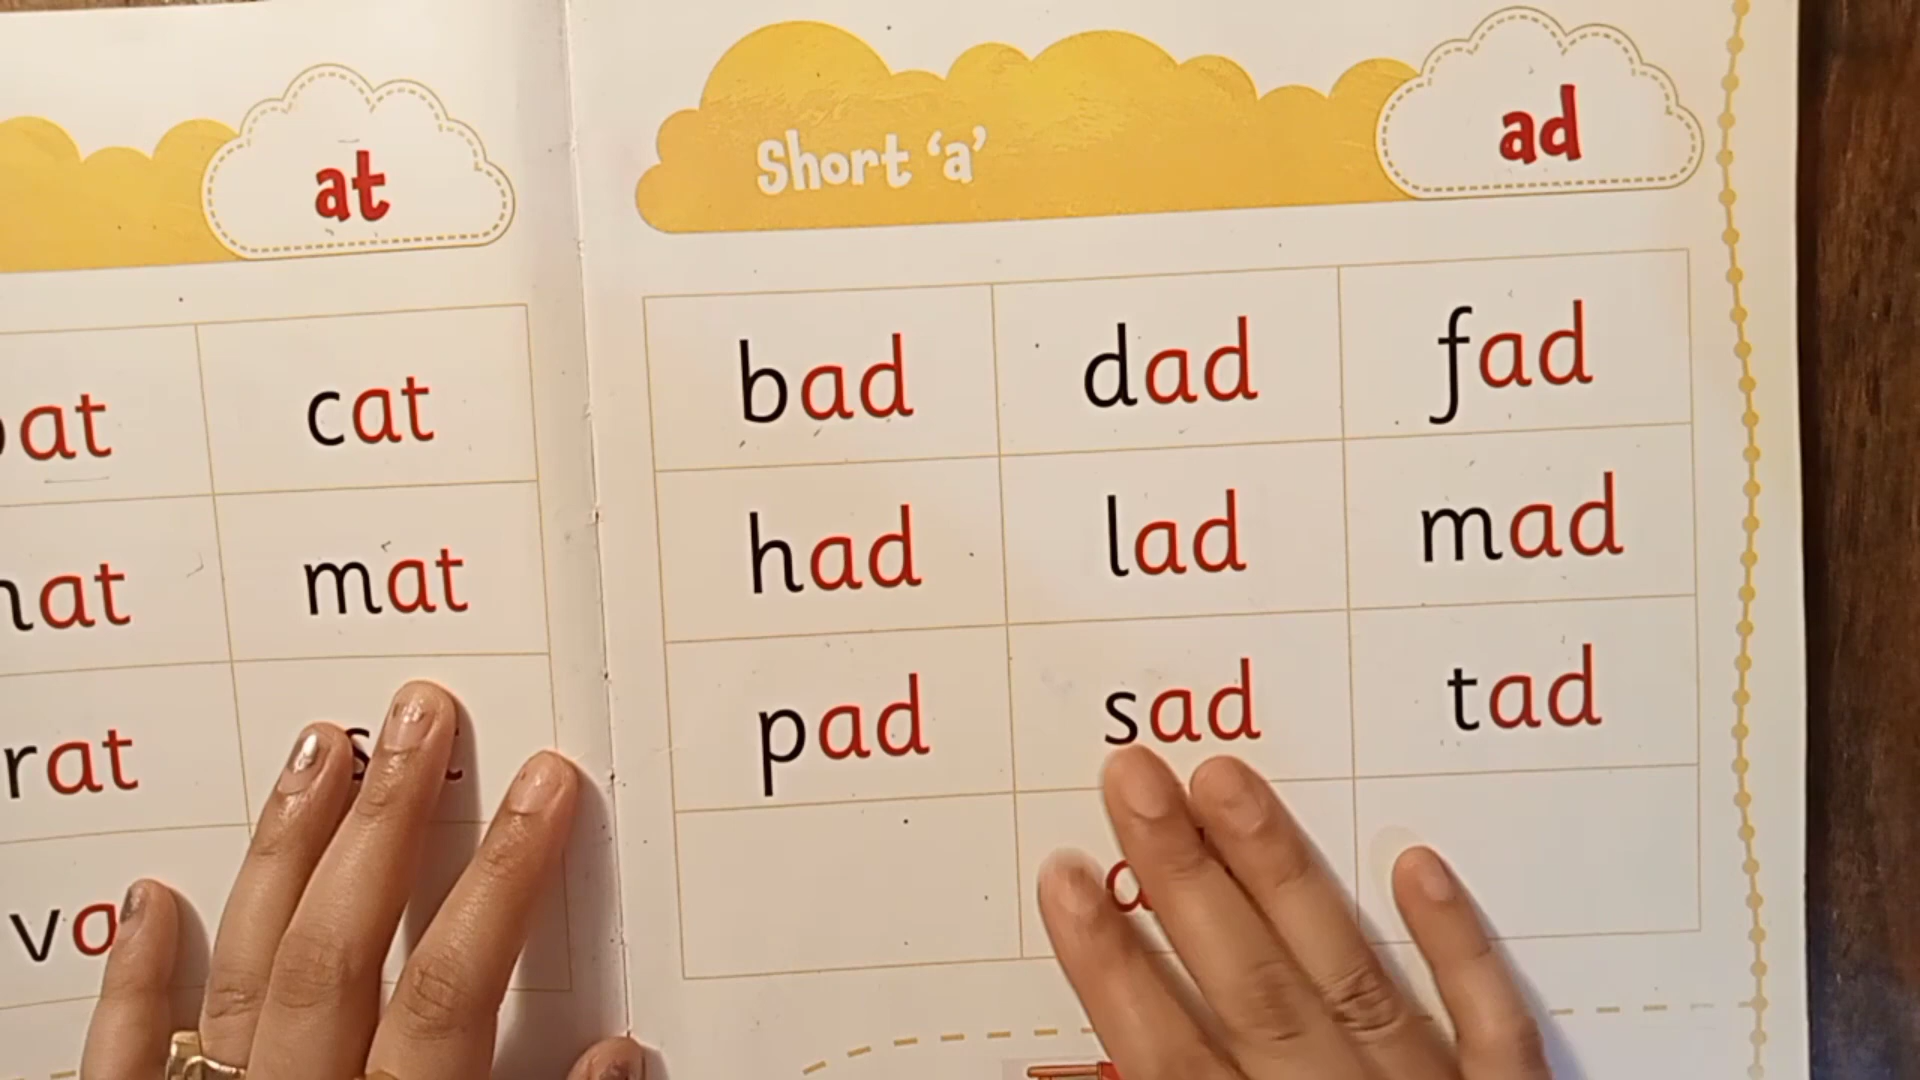 at
cat
mat
rat
Short ‘a’
ad
bad dad fad
had lad mad
pad sad tad